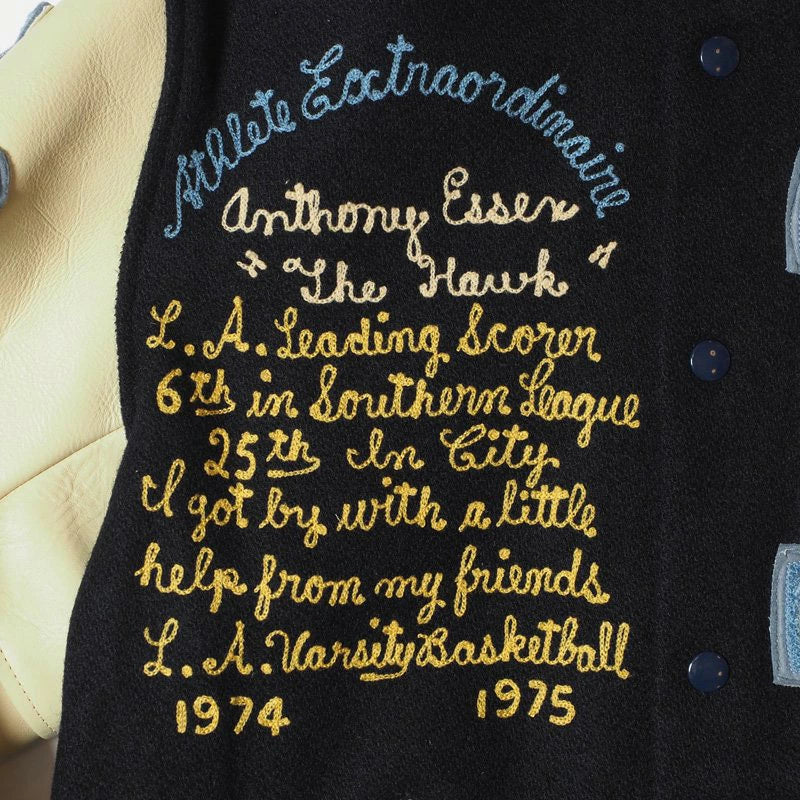 Athlete Extraordinaire
Anthony Essex
"The Hawk"
L.A. Leading Scorer
6th in Southern League
25th In City
I got by with a little
help from my friends
L.A. Varsity Basketball
1974 1975